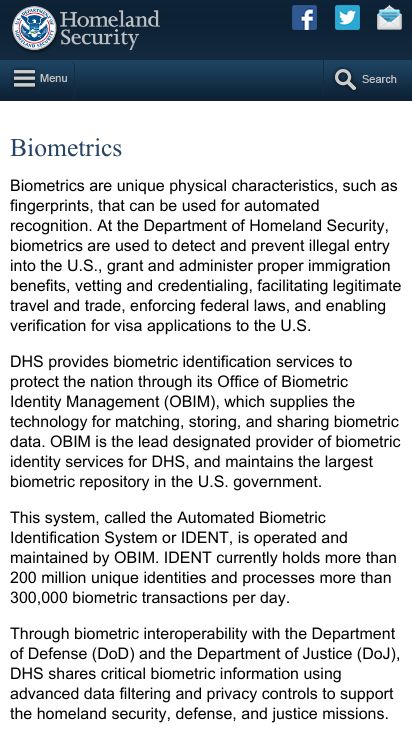 Homeland
Security
Menu
Search
Biometrics
Biometrics are unique physical characteristics, such as
fingerprints, that can be used for automated
recognition. At the Department of Homeland Security,
biometrics are used to detect and prevent illegal entry
into the U.S., grant and administer proper immigration
benefits, vetting and credentialing, facilitating legitimate
travel and trade, enforcing federal laws, and enabling
verification for visa applications to the U.S.
DHS provides biometric identification services to
protect the nation through its Office of Biometric
Identity Management (OBIM), which supplies the
technology for matching, storing, and sharing biometric
data. OBIM is the lead designated provider of biometric
identity services for DHS, and maintains the largest
biometric repository in the U.S. government.
This system, called the Automated Biometric
Identification System or IDENT, is operated and
maintained by OBIM. IDENT currently holds more than
200 million unique identities and processes more than
300,000 biometric transactions per day.
Through biometric interoperability with the Department
of Defense (DoD) and the Department of Justice (DoJ),
DHS shares critical biometric information using
advanced data filtering and privacy controls to support
the homeland security, defense, and justice missions.